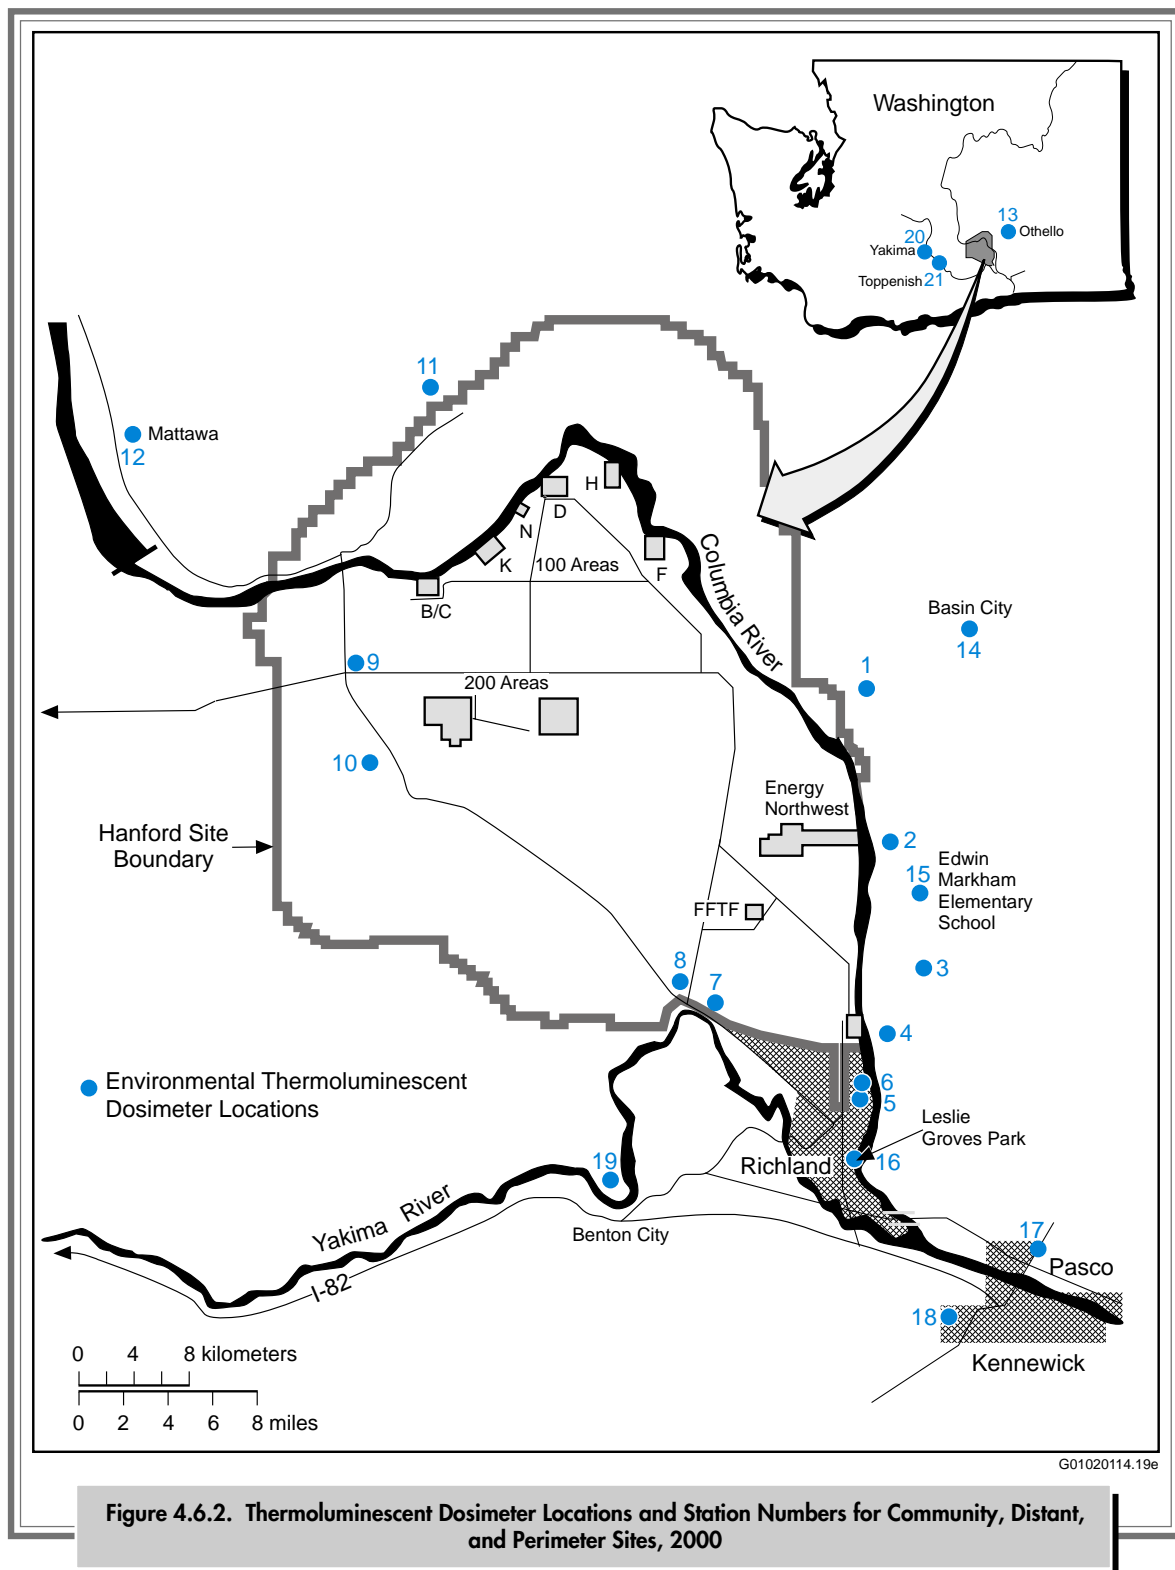 Washington
13
Othello
20
Yakima
Toppenish 21
11
Mattawa
12
H
D
N
K
F
100 Areas
B/C
Columbia River
Basin City
14
1
9
200 Areas
10
Energy
Northwest
2
Hanford Site
Boundary
15
Edwin
Markham
Elementary
School
FFTF
3
8
7
4
Environmental Thermoluminescent
Dosimeter Locations
6
5
Leslie
Groves Park
Richland
16
19
Yakima River
Benton City
I-82
17
Pasco
18
Kennewick
0 4 8 kilometers
0 2 4 6 8 miles
G01020114.19e
Figure 4.6.2. Thermoluminescent Dosimeter Locations and Station Numbers for Community, Distant,
and Perimeter Sites, 2000